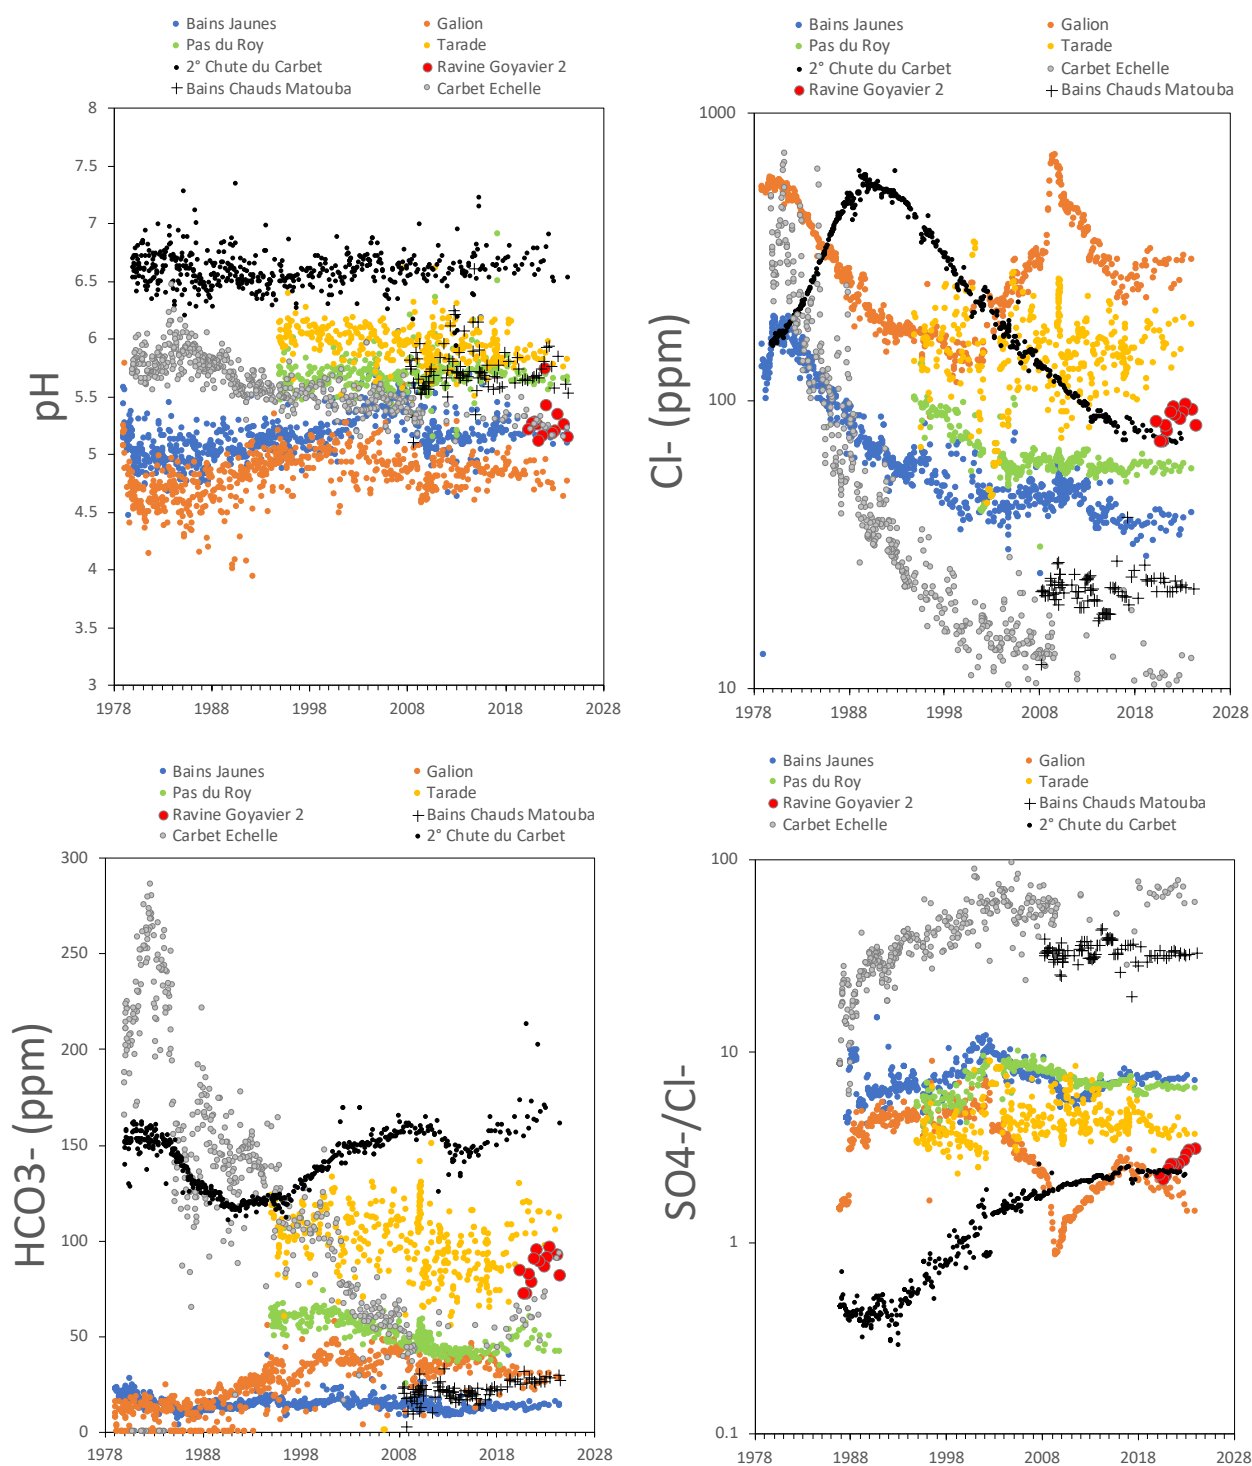 Bains Jaunes Galion
Pas du Roy Tarade
2° Chute du Carbet Ravine Goyavier 2
Bains Chauds Matouba Carbet Echelle
8
7.5
7
6.5
6
5.5
5
4.5
4
3.5
3
pH
1978 1988 1998 2008 2018 2028
Bains Jaunes Galion
Pas du Roy Tarade
2° Chute du Carbet Carbet Echelle
Ravine Goyavier 2 Bains Chauds Matouba
1000
100
10
Cl- (ppm)
1978 1988 1998 2008 2018 2028
Bains Jaunes Galion
Pas du Roy Tarade
Ravine Goyavier 2 Bains Chauds Matouba
Carbet Echelle 2° Chute du Carbet
300
250
200
150
100
50
0
HCO3- (ppm)
1978 1988 1998 2008 2018 2028
Bains Jaunes Galion
Pas du Roy Tarade
Ravine Goyavier 2 Bains Chauds Matouba
Carbet Echelle 2° Chute du Carbet
100
10
1
0.1
SO4-/Cl-
1978 1988 1998 2008 2018 2028